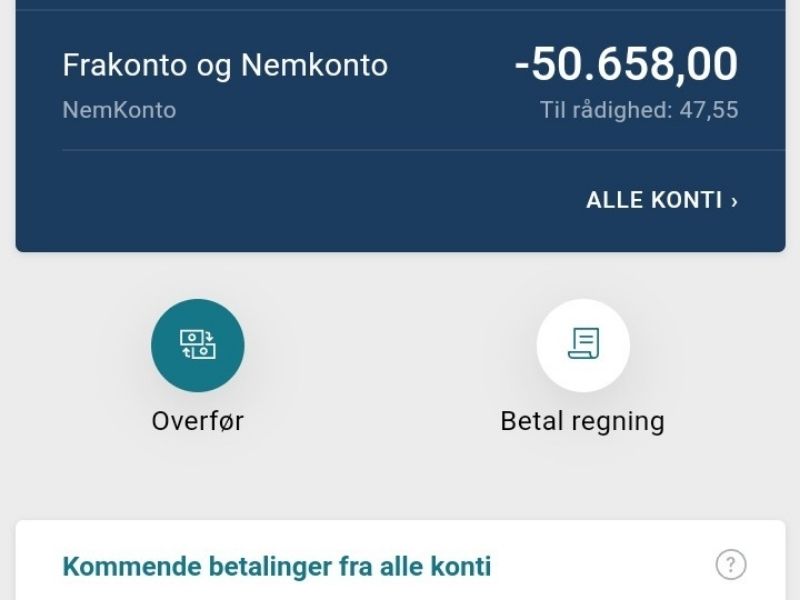 Frakonto og Nemkonto -50.658,00
NemKonto Til rådighed: 47,55
ALLE KONTI ›
Overfør Betal regning
Kommende betalinger fra alle konti ?